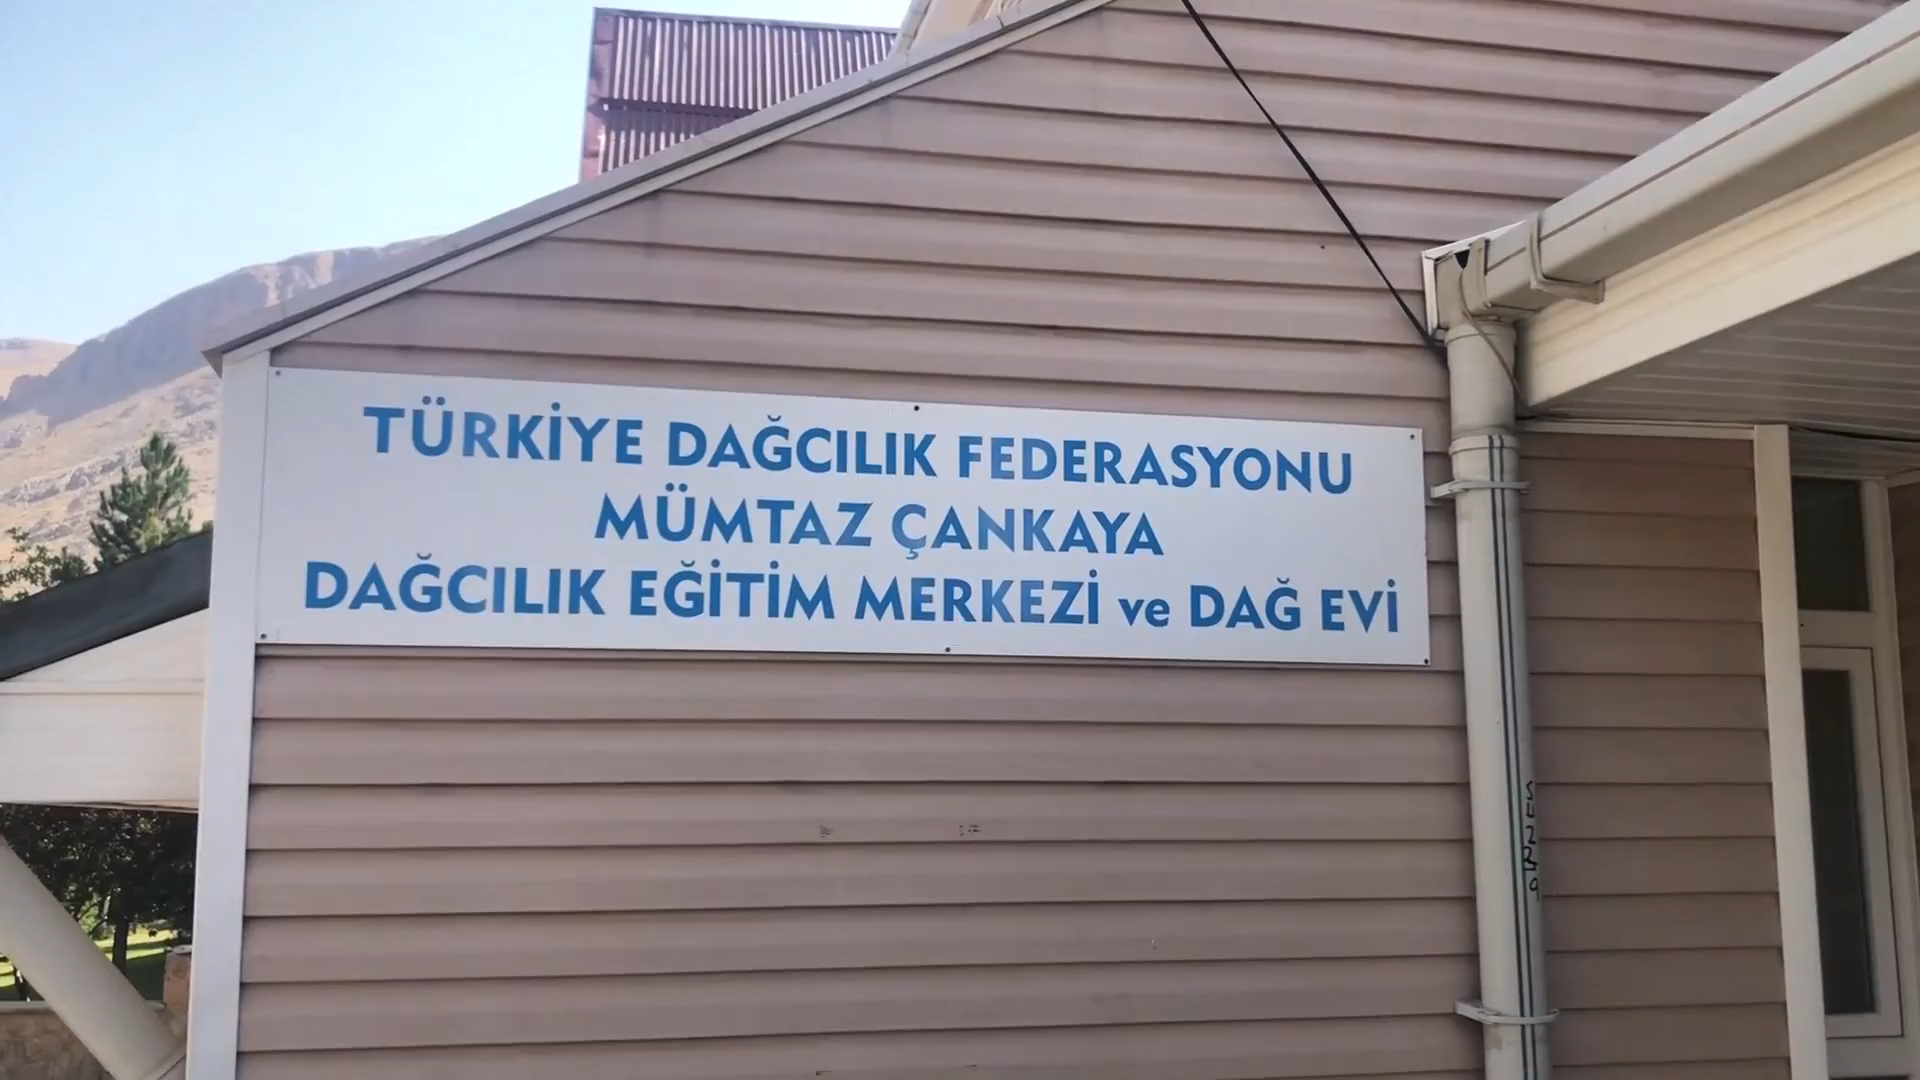 TÜRKİYE DAĞCILIK FEDERASYONU
MÜMTAZ ÇANKAYA
DAĞCILIK EĞİTİM MERKEZİ ve DAĞ EVİ